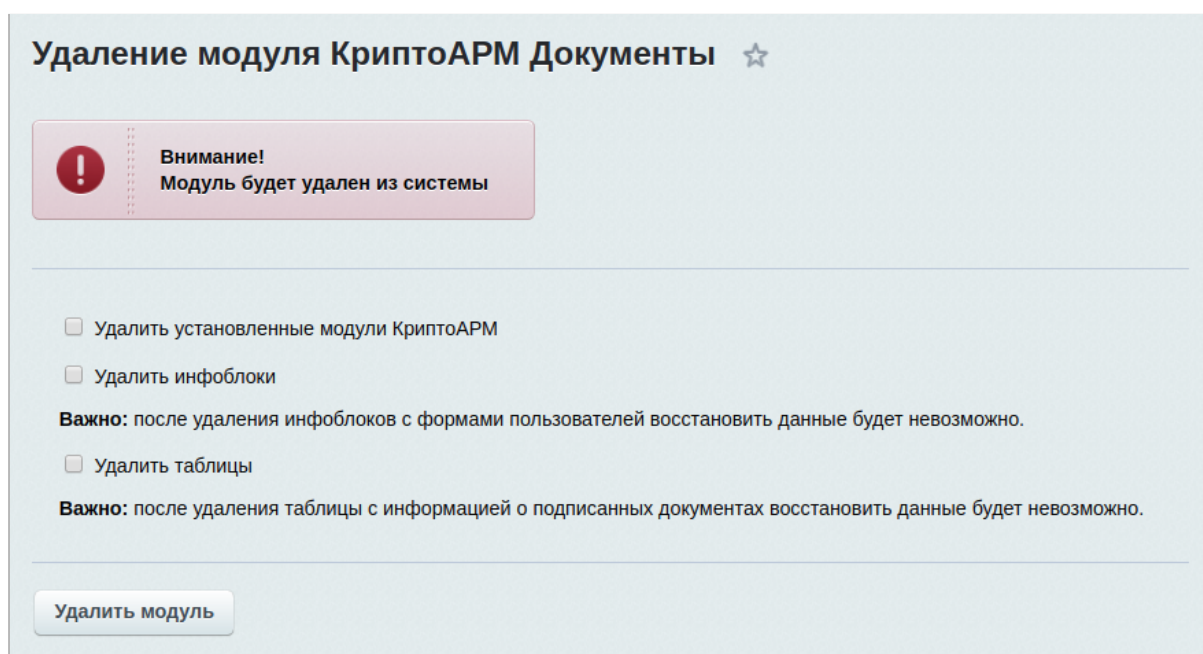 Удаление модуля КриптоАРМ Документы
Внимание!
Модуль будет удален из системы
Удалить установленные модули КриптоАРМ
Удалить инфоблоки
Важно: после удаления инфоблоков с формами пользователей восстановить данные будет невозможно.
Удалить таблицы
Важно: после удаления таблицы с информацией о подписанных документах восстановить данные будет невозможно.
Удалить модуль